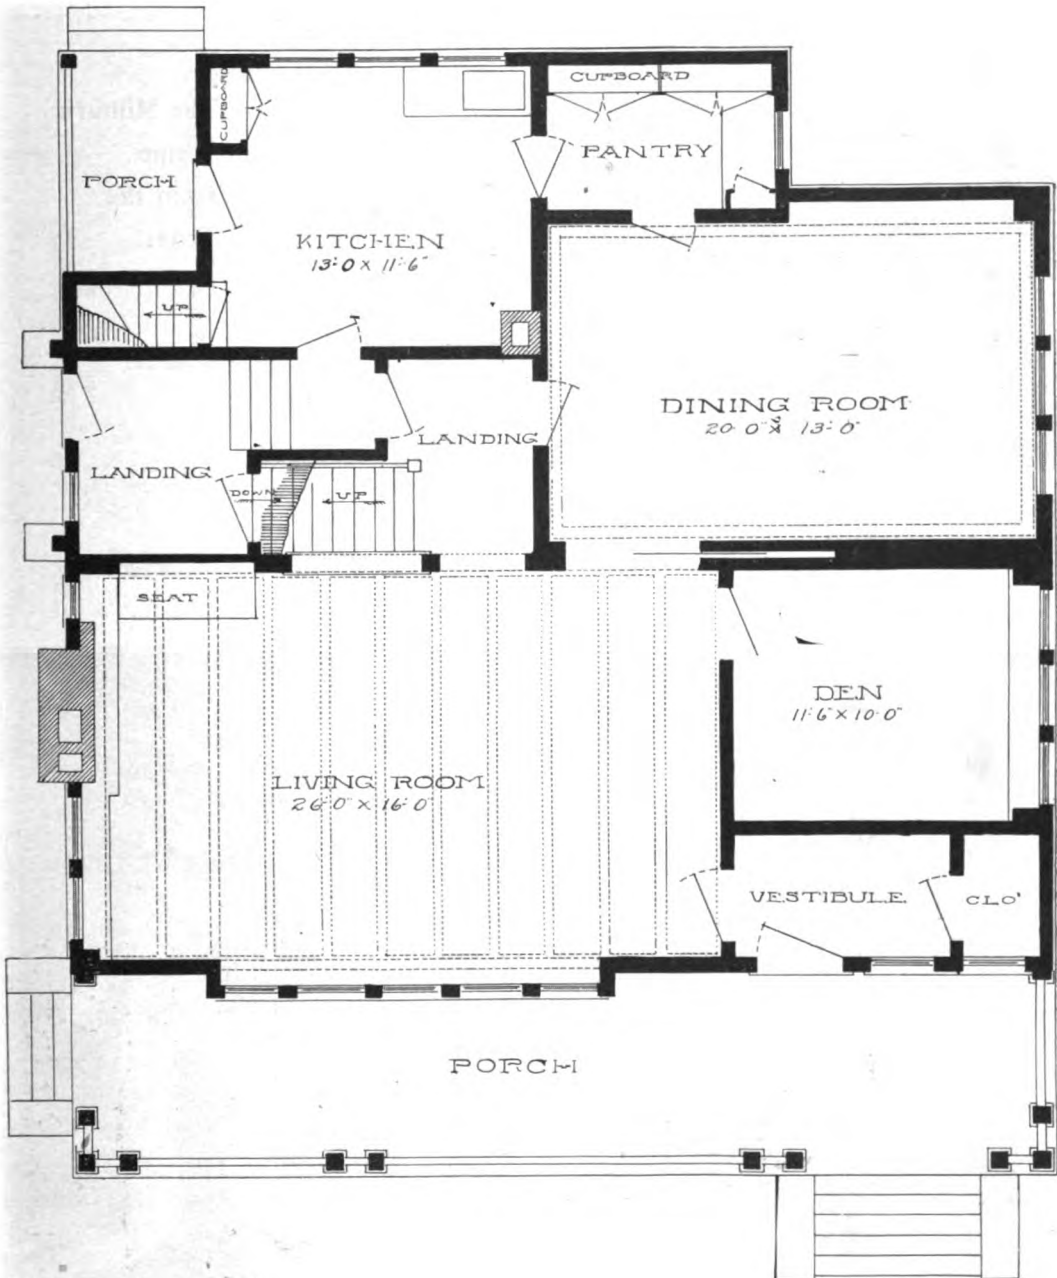 CUPBOARD
CUPBOARD
PANTRY
PORCH
KITCHEN
13'-0 X 11'-6"
UP
DINING ROOM
20-0" X 13'-0"
LANDING
LANDING
DOWN
UP
SEAT
DEN
11'-6" X 10-0"
LIVING ROOM
26'-0" X 16'-0
VESTIBULE
CLO'
PORCH